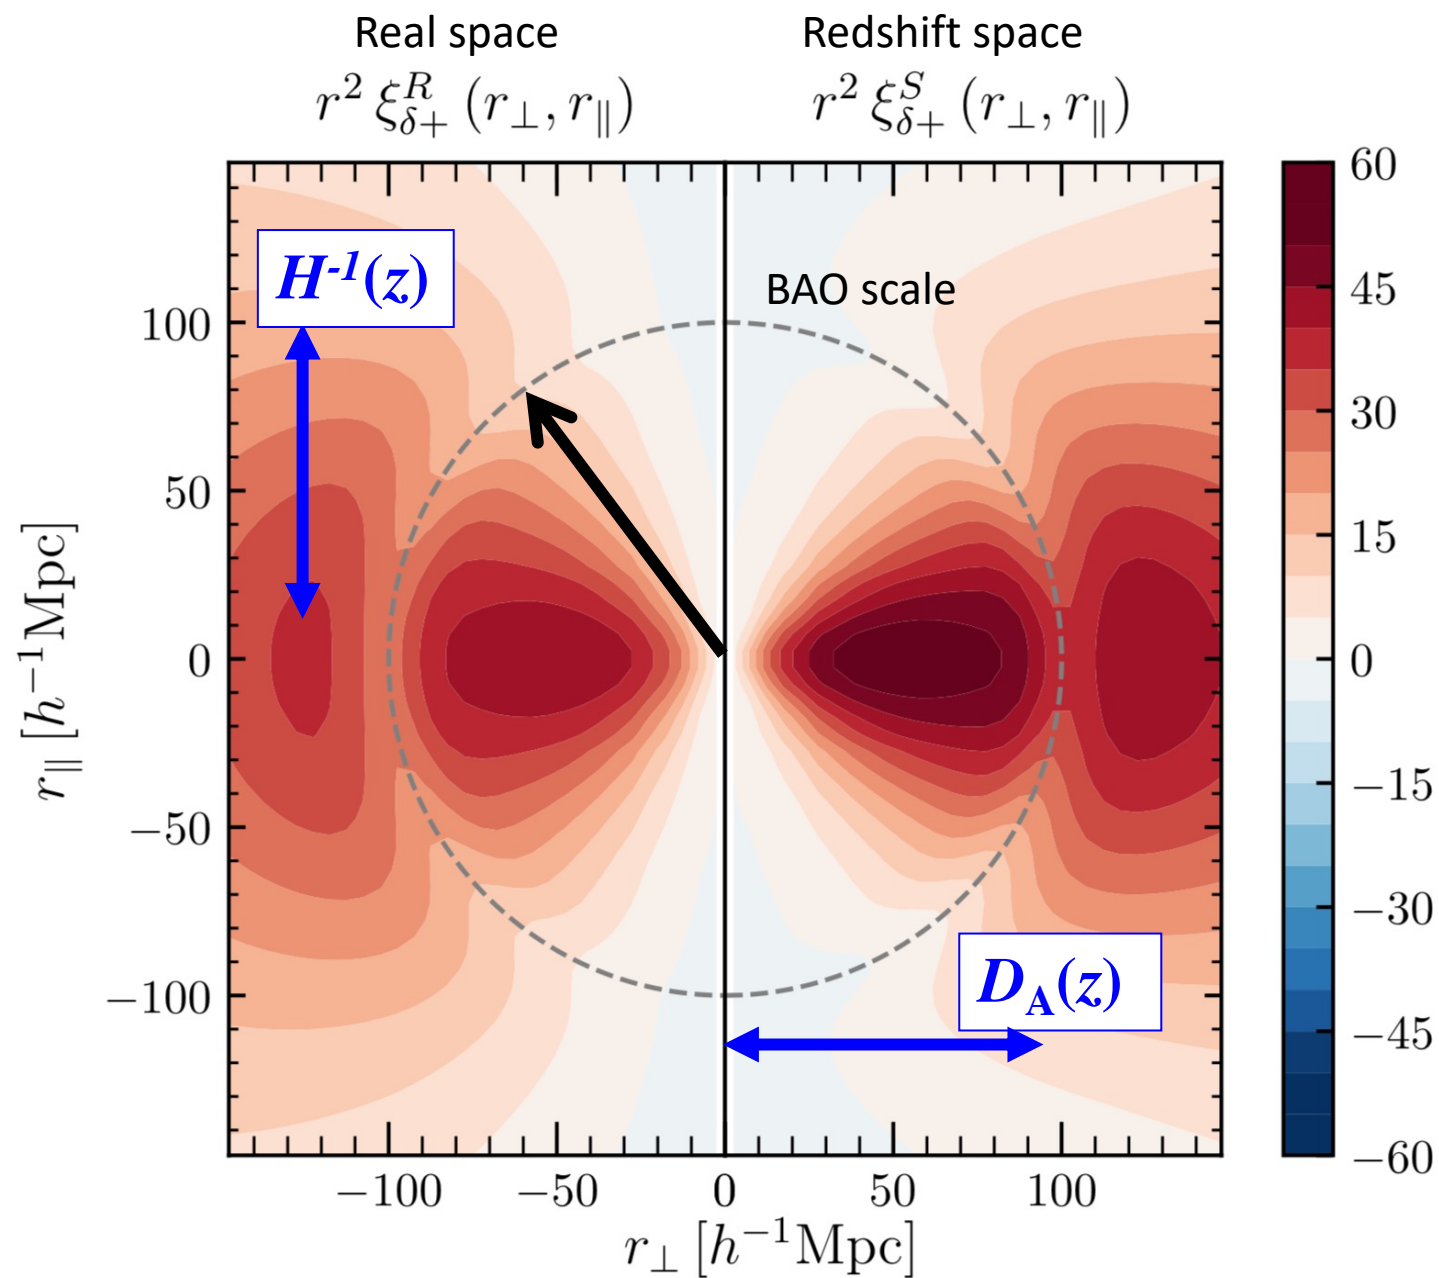 Real space Redshift space
r² ξ^R_δ+ (r⊥, r∥) r² ξ^S_δ+ (r⊥, r∥)
H⁻¹(z)
BAO scale
D_A(z)
100
50
0
−50
−100
r∥ [h⁻¹Mpc]
−100 −50 0 50 100
r⊥ [h⁻¹Mpc]
60
45
30
15
0
−15
−30
−45
−60